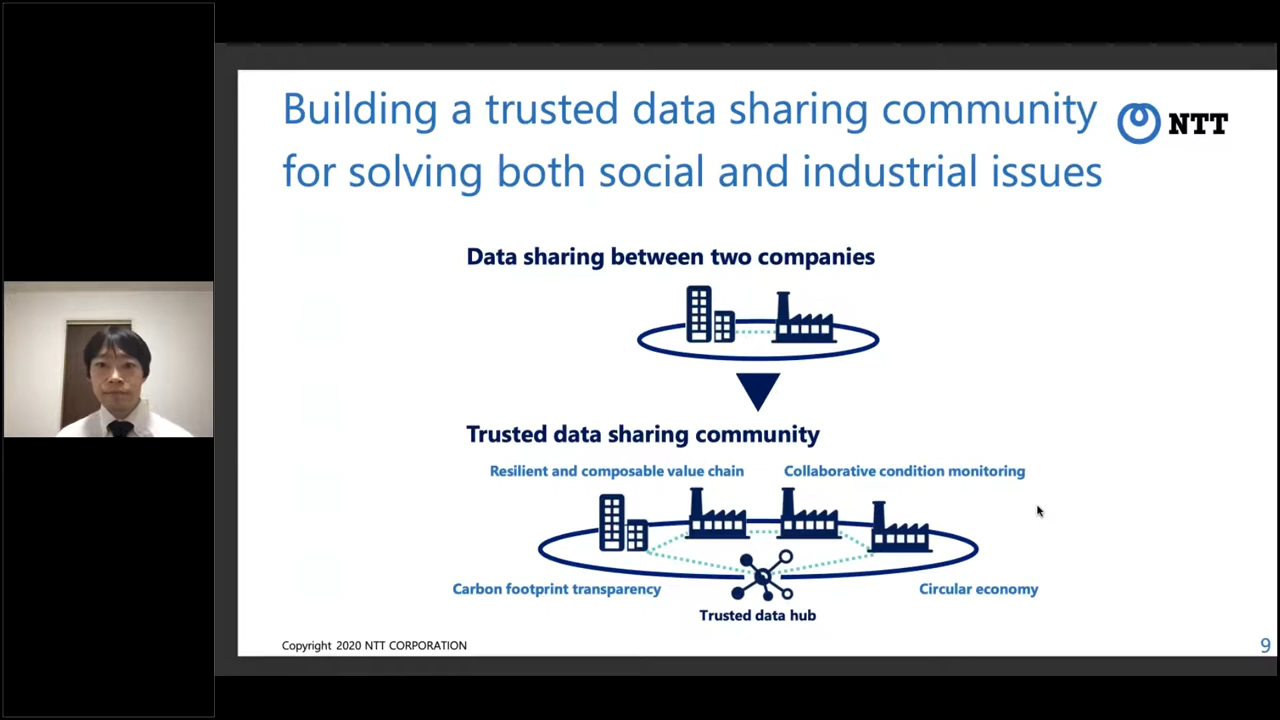 Building a trusted data sharing community
for solving both social and industrial issues
NTT
Data sharing between two companies
Trusted data sharing community
Resilient and composable value chain
Collaborative condition monitoring
Carbon footprint transparency
Circular economy
Trusted data hub
Copyright 2020 NTT CORPORATION
9